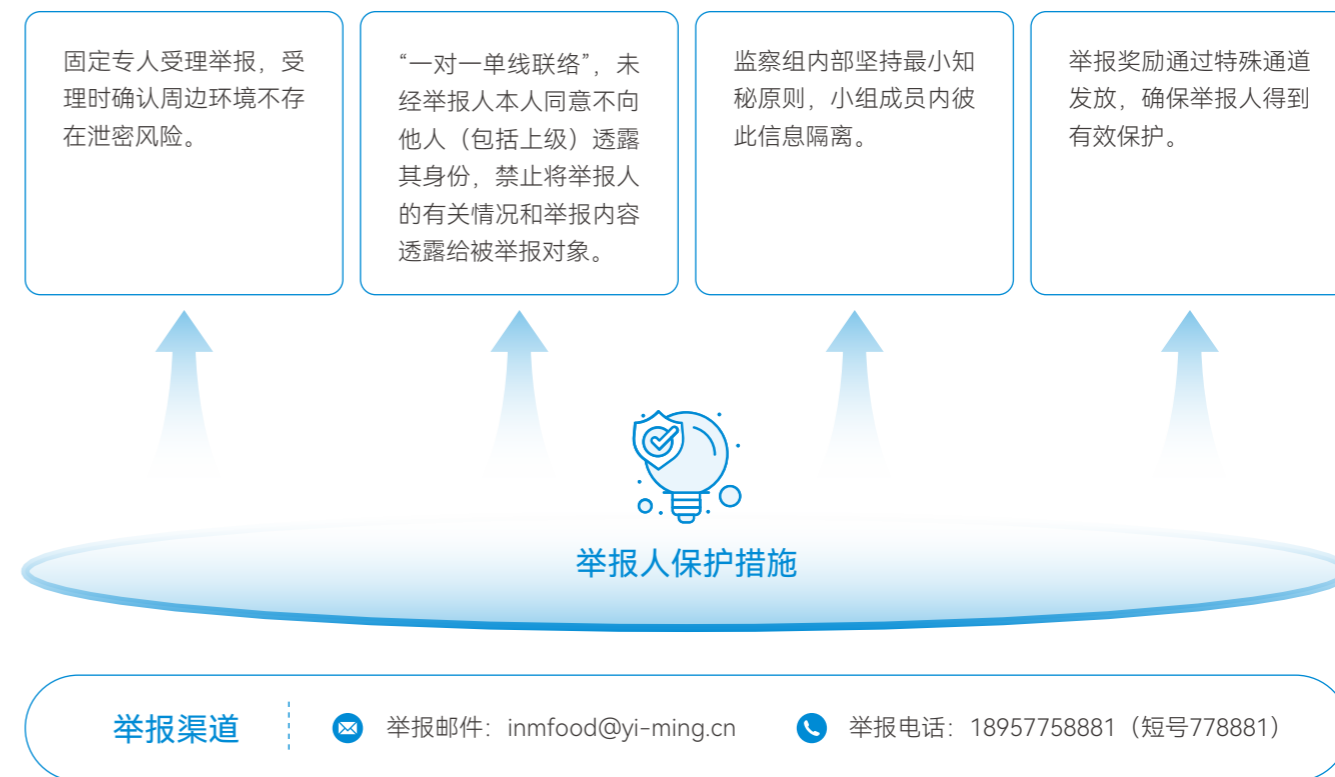 固定专人受理举报，受
理时确认周边环境不存
在泄密风险。
“一对一单线联络”，未
经举报人本人同意不向
他人（包括上级）透露
其身份，禁止将举报人
的有关情况和举报内容
透露给被举报对象。
监察组内部坚持最小知
秘原则，小组成员内彼
此信息隔离。
举报奖励通过特殊通道
发放，确保举报人得到
有效保护。
举报人保护措施
举报渠道
举报邮件：inmfood@yi-ming.cn
举报电话：18957758881（短号778881）